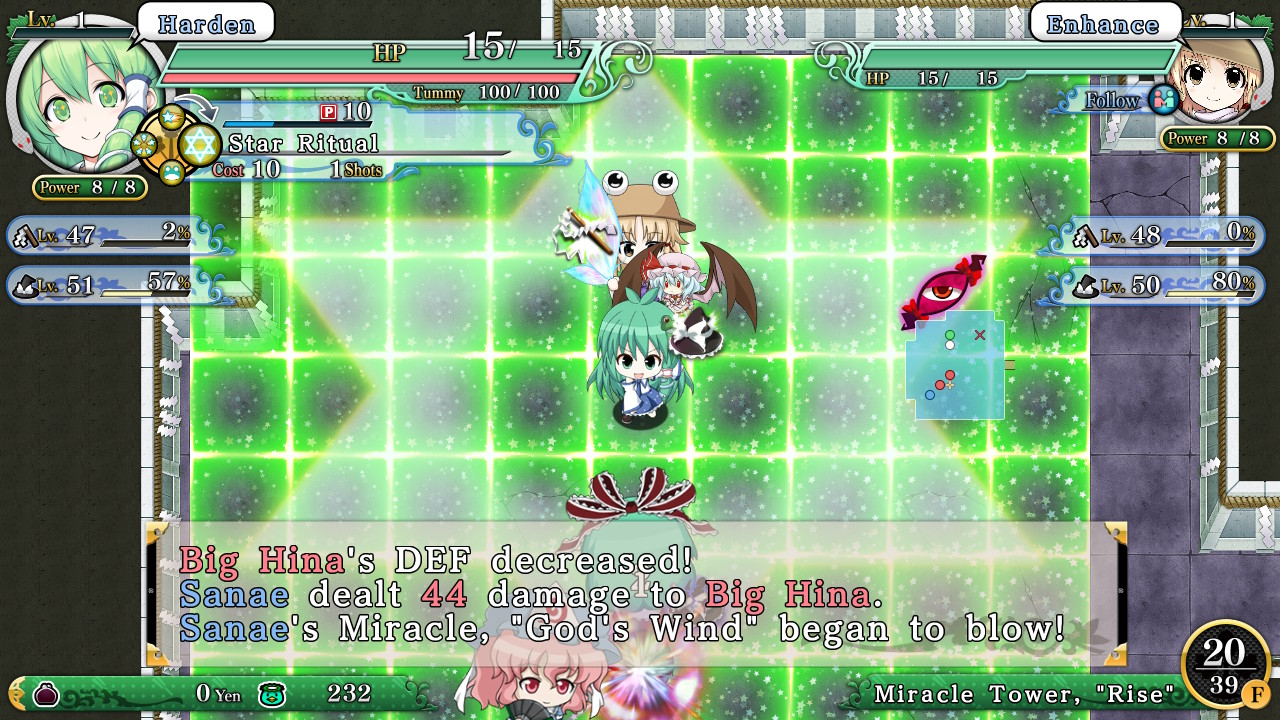 Lv. 1
Harden
HP 15/ 15
Tummy 100/ 100
P 10
Star Ritual
Cost 10 1 Shots
Power 8 / 8
Lv. 47 2%
Lv. 51 57%
Enhance
Lv. 1
HP 15/ 15
Follow
Power 8 / 8
Lv. 48 0%
Lv. 50 80%
Big Hina's DEF decreased!
Sanae dealt 44 damage to Big Hina.
1
Sanae's Miracle, "God's Wind" began to blow!
0 Yen
232
Miracle Tower, "Rise"
20
39 F